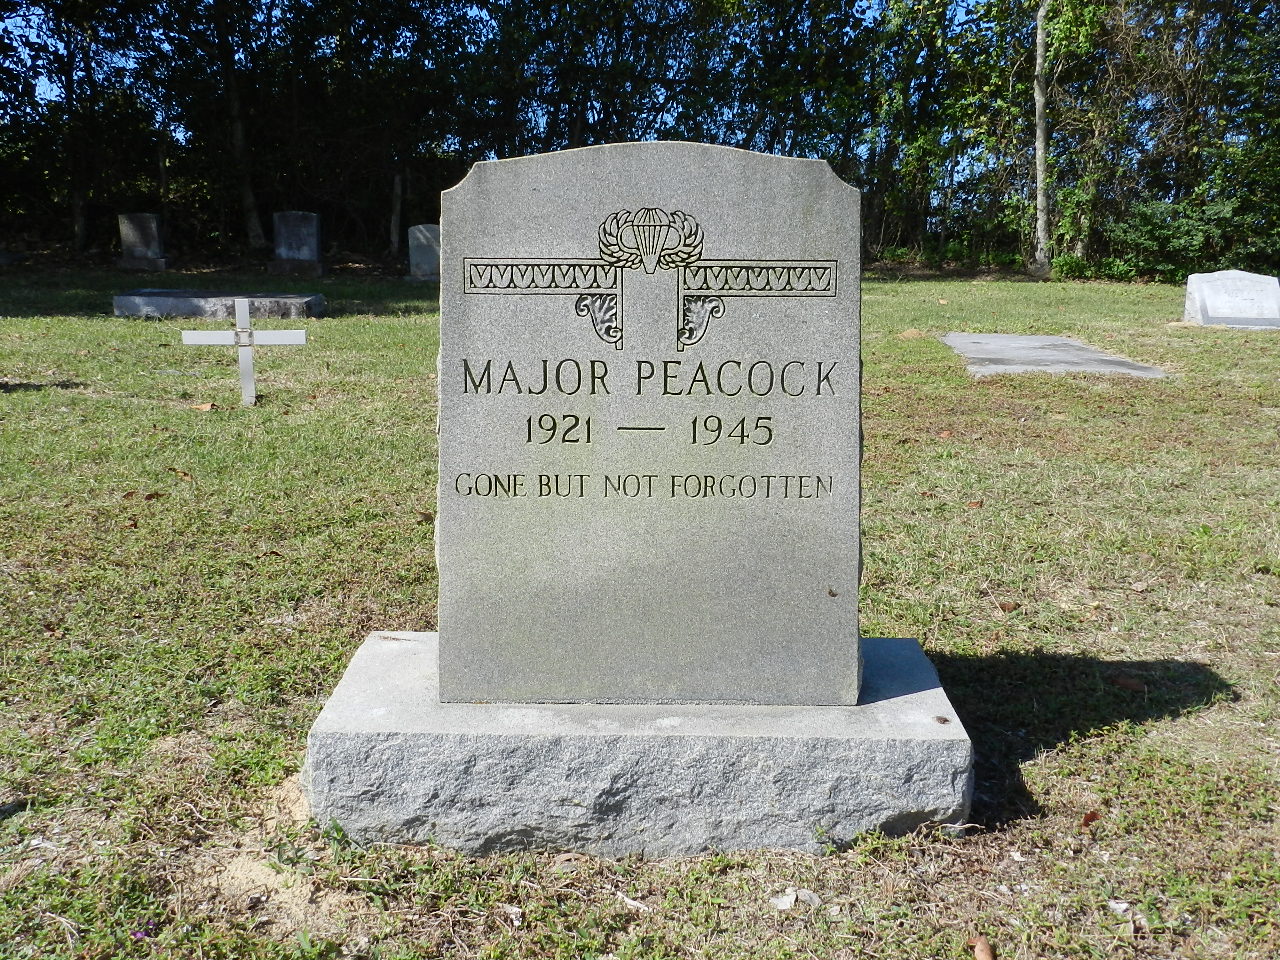 MAJOR PEACOCK
1921 — 1945
GONE BUT NOT FORGOTTEN